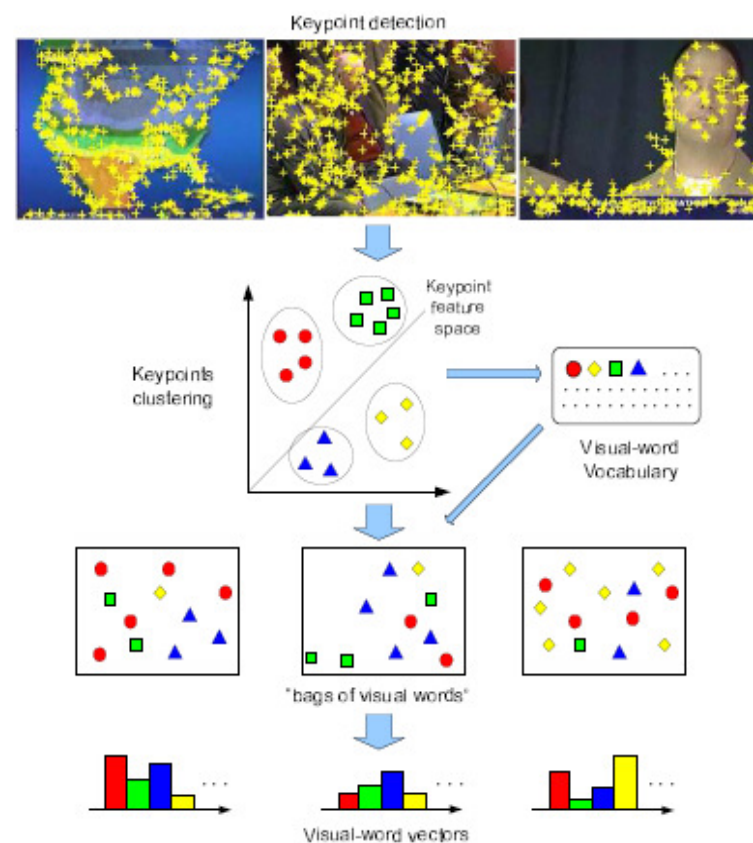 Keypoint detection
Keypoint
feature
space
Keypoints
clustering
. . .
Visual-word
Vocabulary
"bags of visual words"
. . .
. . .
. . .
Visual-word vectors